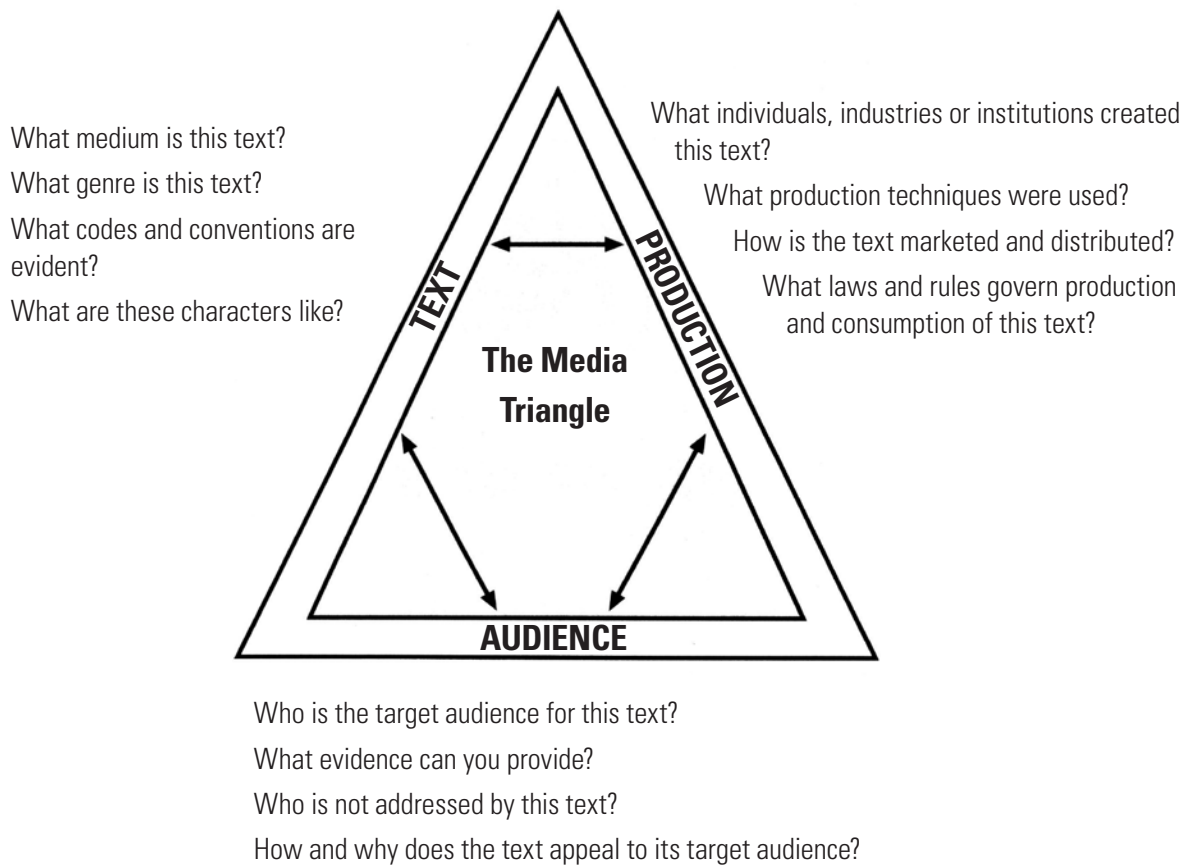 What medium is this text?
What genre is this text?
What codes and conventions are
evident?
What are these characters like?
What individuals, industries or institutions created
this text?
What production techniques were used?
How is the text marketed and distributed?
What laws and rules govern production
and consumption of this text?
TEXT
PRODUCTION
The Media
Triangle
AUDIENCE
Who is the target audience for this text?
What evidence can you provide?
Who is not addressed by this text?
How and why does the text appeal to its target audience?